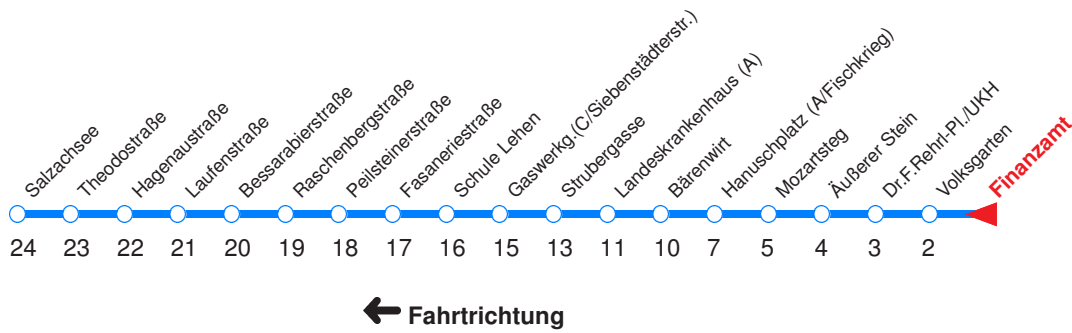 Salzachsee
Theodostraße
Hagenaustraße
Laufenstraße
Bessarabierstraße
Raschenbergstraße
Peilsteinerstraße
Fasaneriestraße
Schule Lehen
Gaswerkg.(C/Siebenstädterstr.)
Strubergasse
Landeskrankenhaus (A)
Bärenwirt
Hanuschplatz (A/Fischkrieg)
Mozartsteg
Äußerer Stein
Dr.F.Rehrl-Pl./UKH
Volksgarten
Finanzamt
24 23 22 21 20 19 18 17 16 15 13 11 10 7 5 4 3 2
Fahrtrichtung